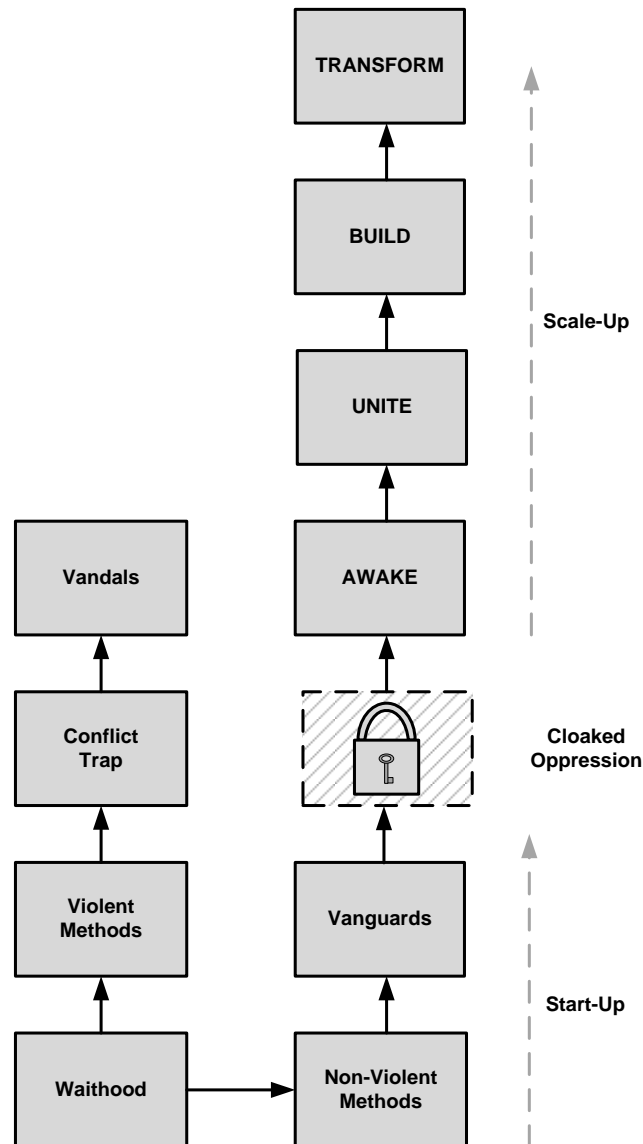 TRANSFORM
BUILD
Scale-Up
UNITE
Vandals
AWAKE
Conflict
Trap
Cloaked
Oppression
Violent
Methods
Vanguards
Start-Up
Waithood
Non-Violent
Methods